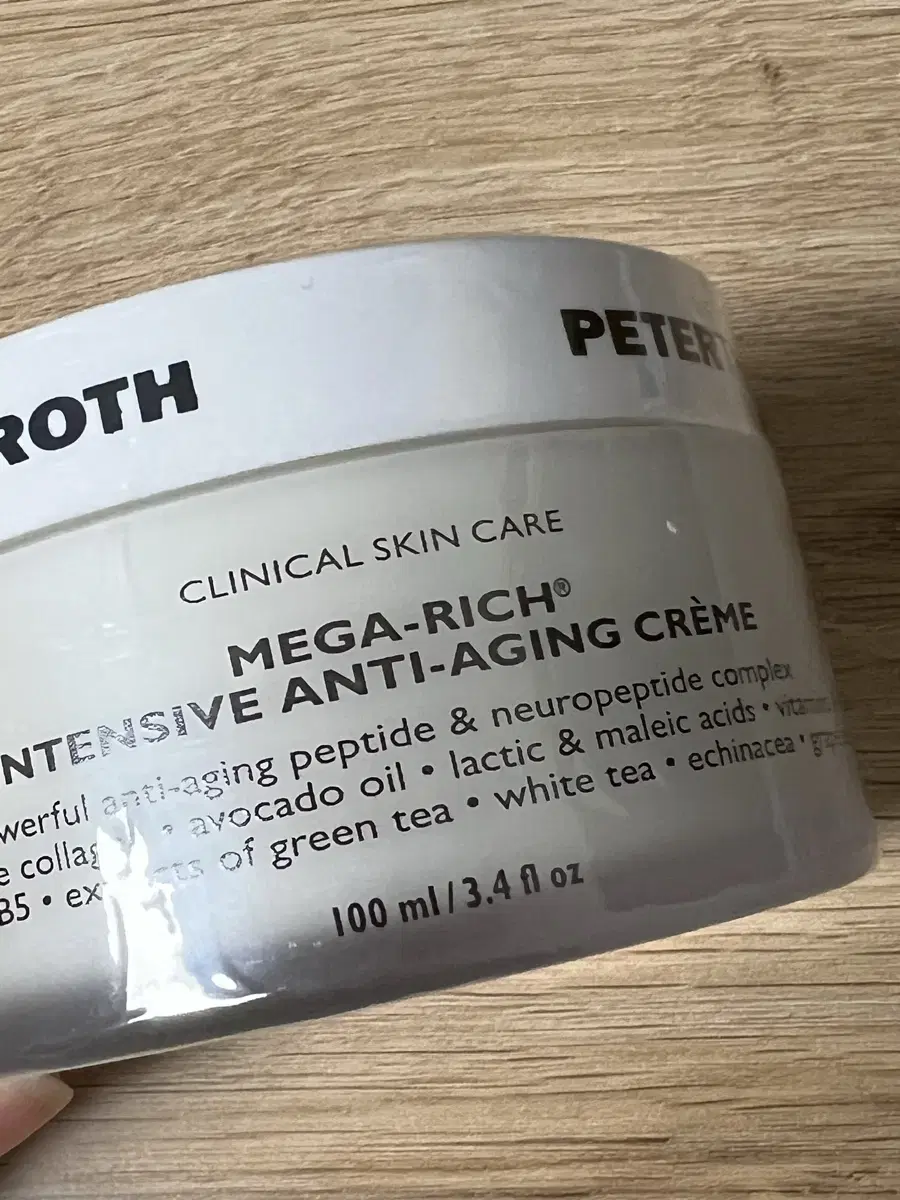 ROTH
PETER
CLINICAL SKIN CARE
MEGA-RICH®
INTENSIVE ANTI-AGING CRÈME
anti-aging peptide & neuropeptide complex
avocado oil • lactic & maleic acids •
B5 • of green tea • white tea • echinacea •
100 ml/3.4 fl oz